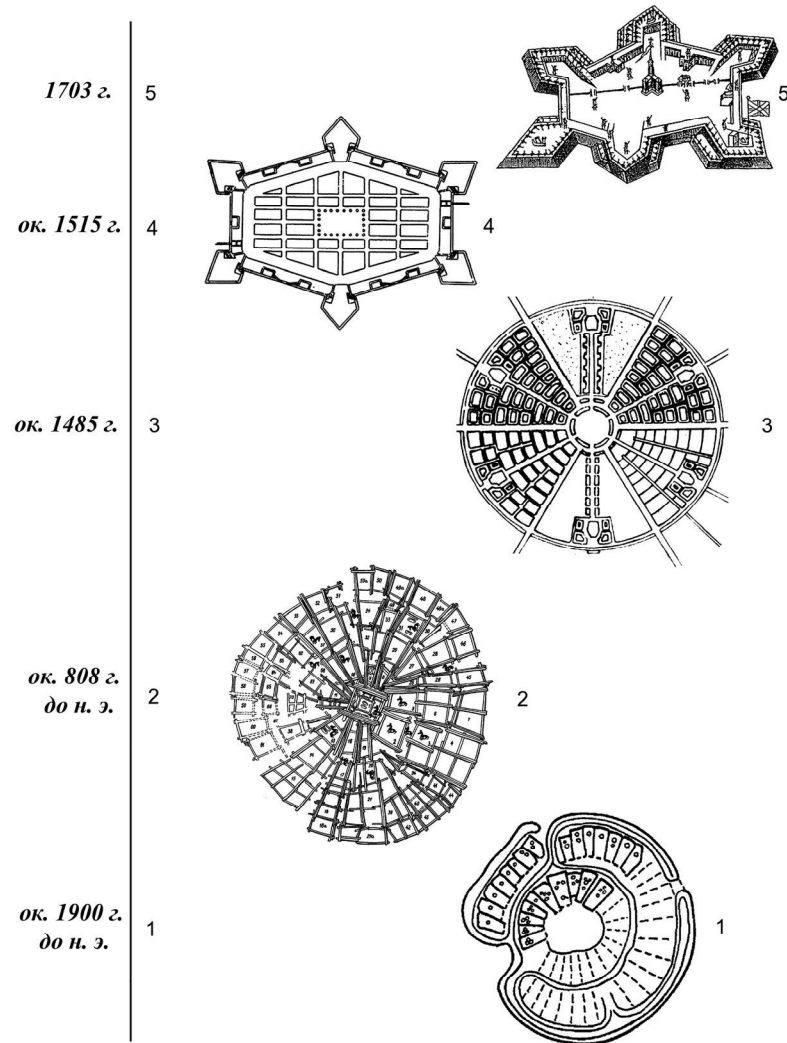 1703 г. 5 5
ок. 1515 г. 4 4
ок. 1485 г. 3 3
ок. 808 г.
до н. э. 2 2
ок. 1900 г.
до н. э. 1 1